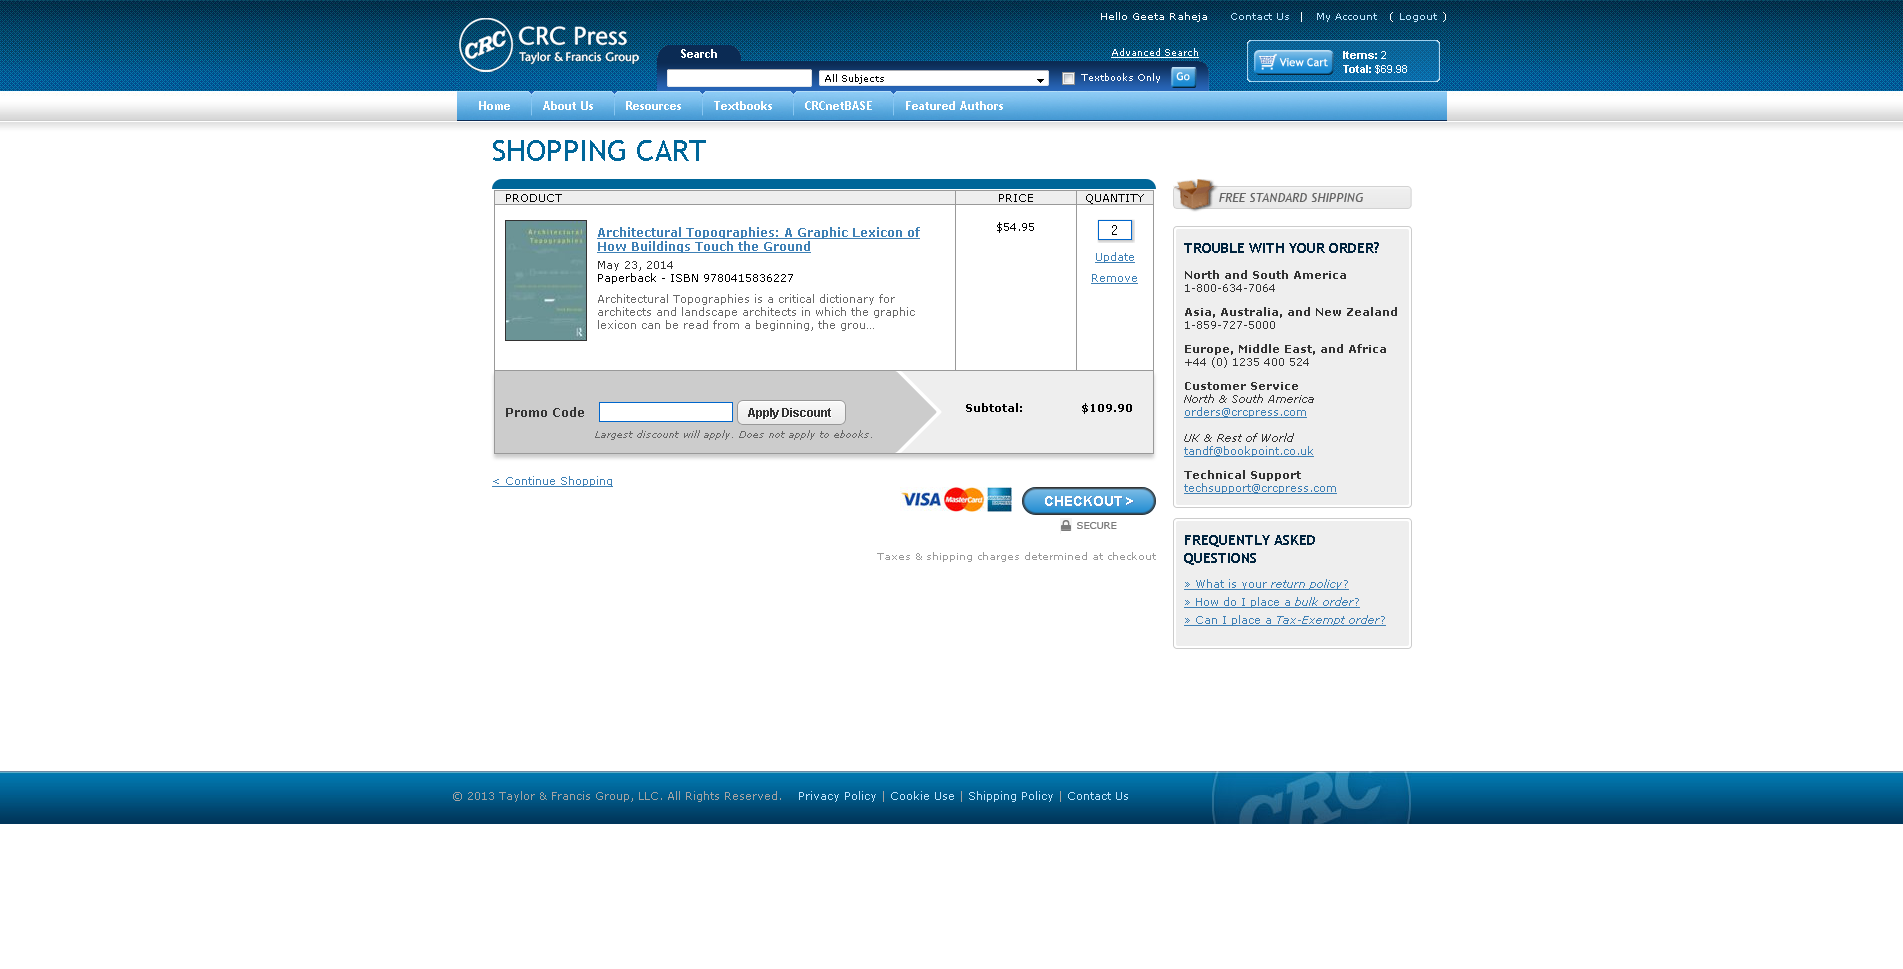 Hello Geeta Raheja Contact Us | My Account ( Logout )
CRC CRC Press
Taylor & Francis Group
Search Advanced Search
All Subjects Textbooks Only Go
View Cart Items: 2
Total: $69.98
Home About Us Resources Textbooks CRCnetBASE Featured Authors
SHOPPING CART
PRODUCT PRICE QUANTITY
Architectural
Topographies
R
Architectural Topographies: A Graphic Lexicon of
How Buildings Touch the Ground
May 23, 2014
Paperback - ISBN 9780415836227
Architectural Topographies is a critical dictionary for
architects and landscape architects in which the graphic
lexicon can be read from a beginning, the grou...
$54.95
2
Update
Remove
Promo Code Apply Discount
Largest discount will apply. Does not apply to ebooks.
Subtotal: $109.90
< Continue Shopping
VISA MasterCard AMERICAN EXPRESS CHECKOUT >
SECURE
Taxes & shipping charges determined at checkout
FREE STANDARD SHIPPING
TROUBLE WITH YOUR ORDER?
North and South America
1-800-634-7064
Asia, Australia, and New Zealand
1-859-727-5000
Europe, Middle East, and Africa
+44 (0) 1235 400 524
Customer Service
North & South America
orders@crcpress.com
UK & Rest of World
tandf@bookpoint.co.uk
Technical Support
techsupport@crcpress.com
FREQUENTLY ASKED
QUESTIONS
» What is your return policy?
» How do I place a bulk order?
» Can I place a Tax-Exempt order?
© 2013 Taylor & Francis Group, LLC. All Rights Reserved. Privacy Policy | Cookie Use | Shipping Policy | Contact Us
CRC